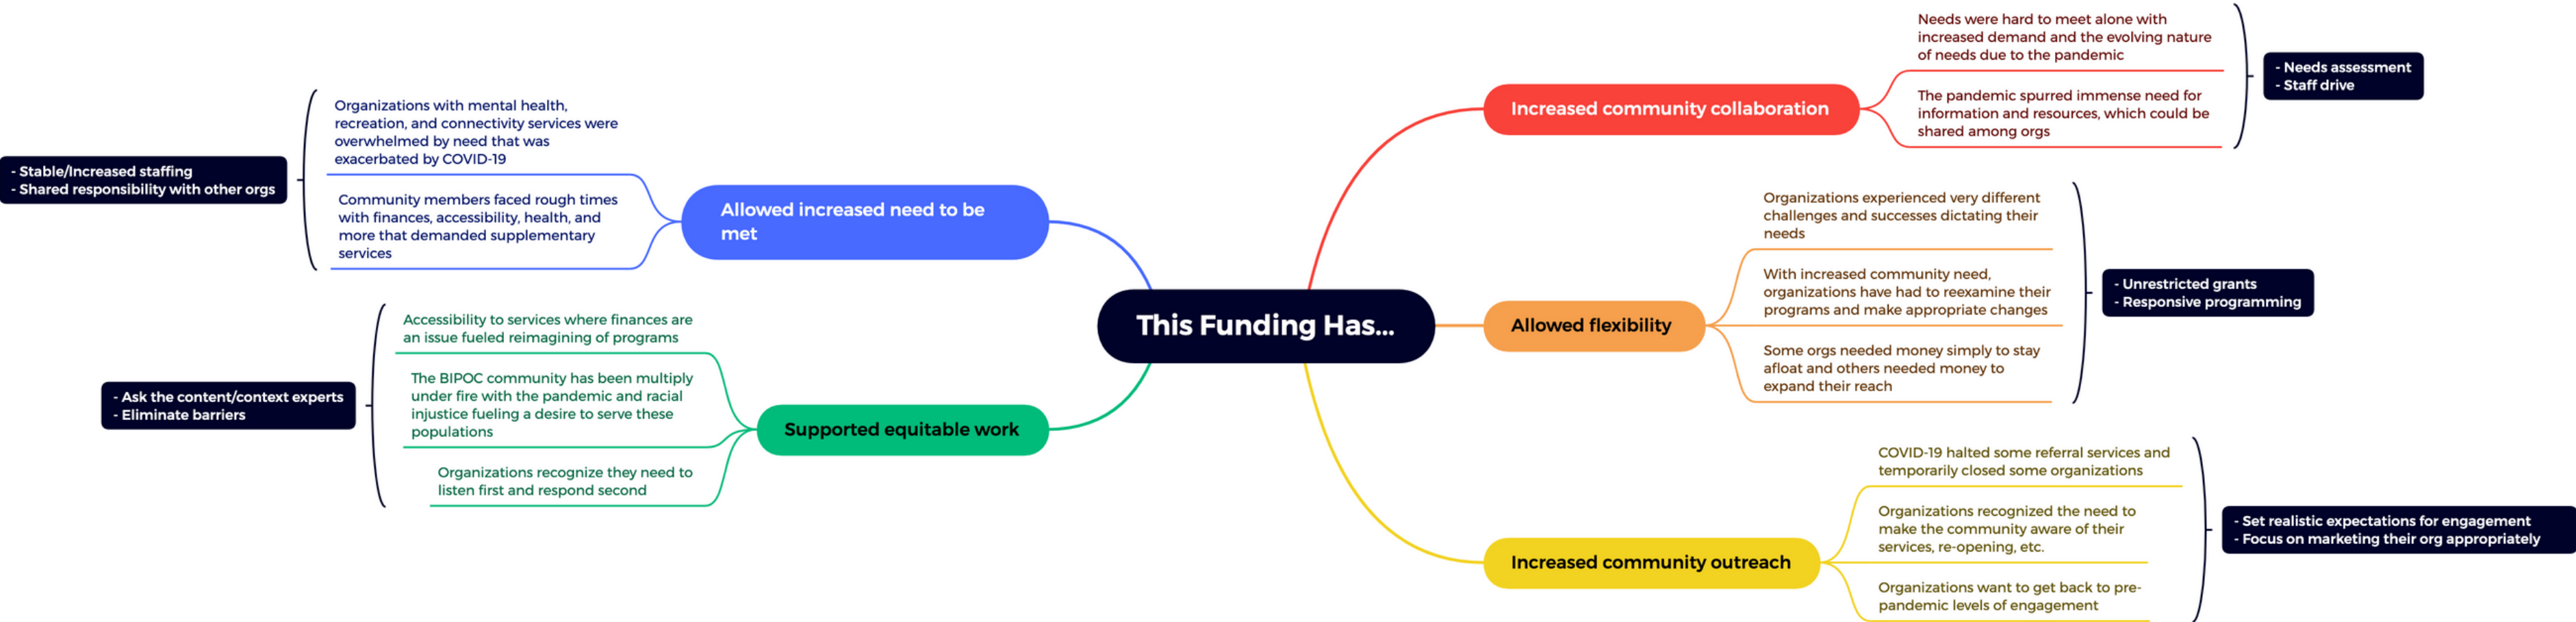 This Funding Has...
Increased community collaboration
Needs were hard to meet alone with
increased demand and the evolving nature
of needs due to the pandemic
The pandemic spurred immense need for
information and resources, which could be
shared among orgs
- Needs assessment
- Staff drive
Allowed flexibility
Organizations experienced very different
challenges and successes dictating their
needs
With increased community need,
organizations have had to reexamine their
programs and make appropriate changes
Some orgs needed money simply to stay
afloat and others needed money to
expand their reach
- Unrestricted grants
- Responsive programming
Increased community outreach
COVID-19 halted some referral services and
temporarily closed some organizations
Organizations recognized the need to
make the community aware of their
services, re-opening, etc.
Organizations want to get back to pre-
pandemic levels of engagement
- Set realistic expectations for engagement
- Focus on marketing their org appropriately
Allowed increased need to be
met
Organizations with mental health,
recreation, and connectivity services were
overwhelmed by need that was
exacerbated by COVID-19
Community members faced rough times
with finances, accessibility, health, and
more that demanded supplementary
services
- Stable/Increased staffing
- Shared responsibility with other orgs
Supported equitable work
Accessibility to services where finances are
an issue fueled reimagining of programs
The BIPOC community has been multiply
under fire with the pandemic and racial
injustice fueling a desire to serve these
populations
Organizations recognize they need to
listen first and respond second
- Ask the content/context experts
- Eliminate barriers